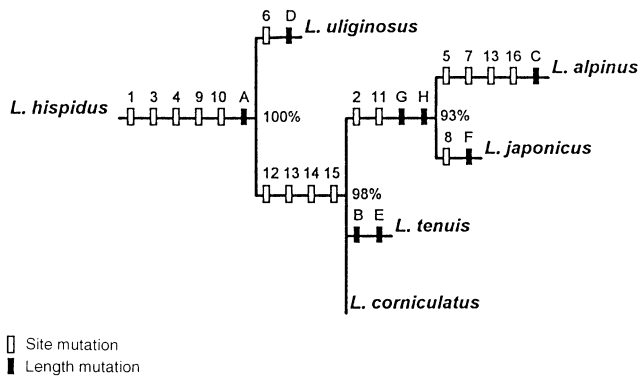 6 D
L. uliginosus
5 7 13 16 C
L. alpinus
1 3 4 9 10 A
2 11 G H
L. hispidus
100%
93%
8 F
L. japonicus
12 13 14 15
98%
B E
L. tenuis
L. corniculatus
Site mutation
Length mutation